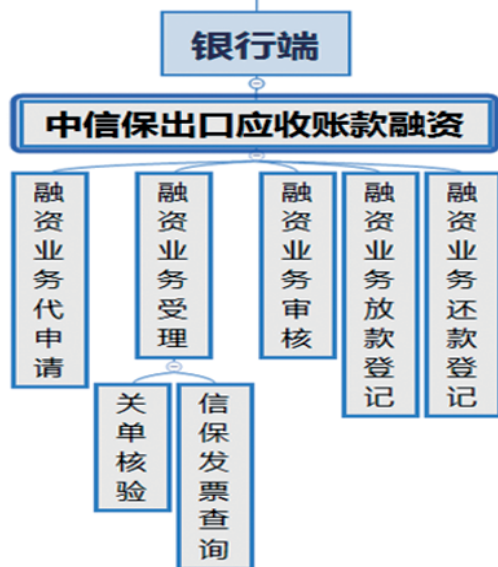 银行端
中信保出口应收账款融资
融资业务代申请
融资业务受理
融资业务审核
融资业务放款登记
融资业务还款登记
关单核验
信保发票查询